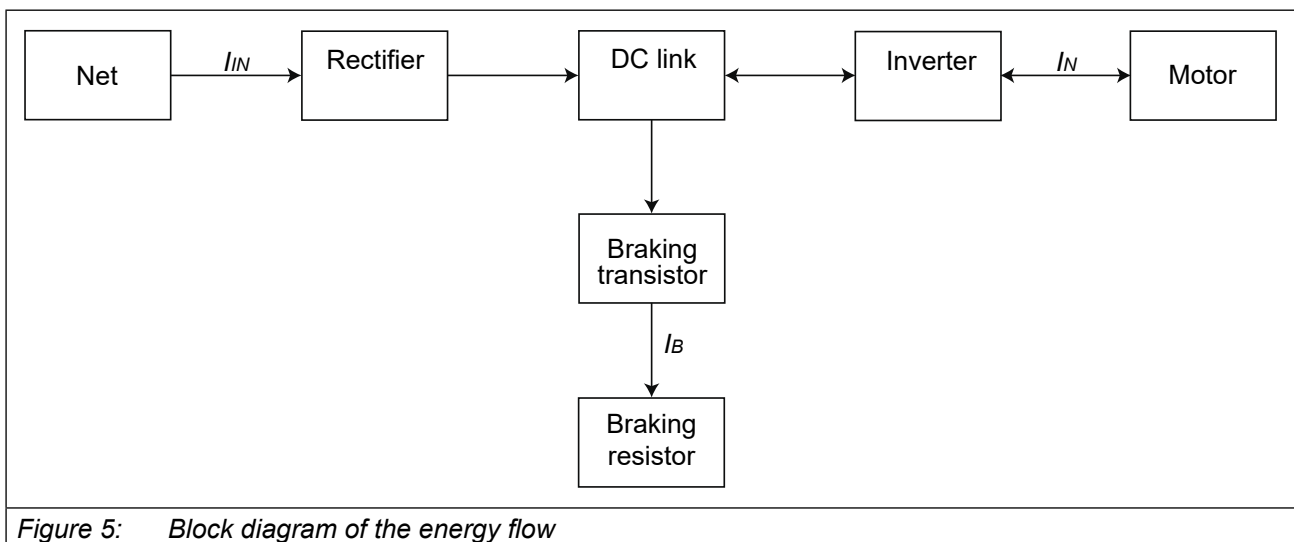 Net
IIN
Rectifier
DC link
Inverter
IN
Motor
Braking
transistor
IB
Braking
resistor
Figure 5: Block diagram of the energy flow